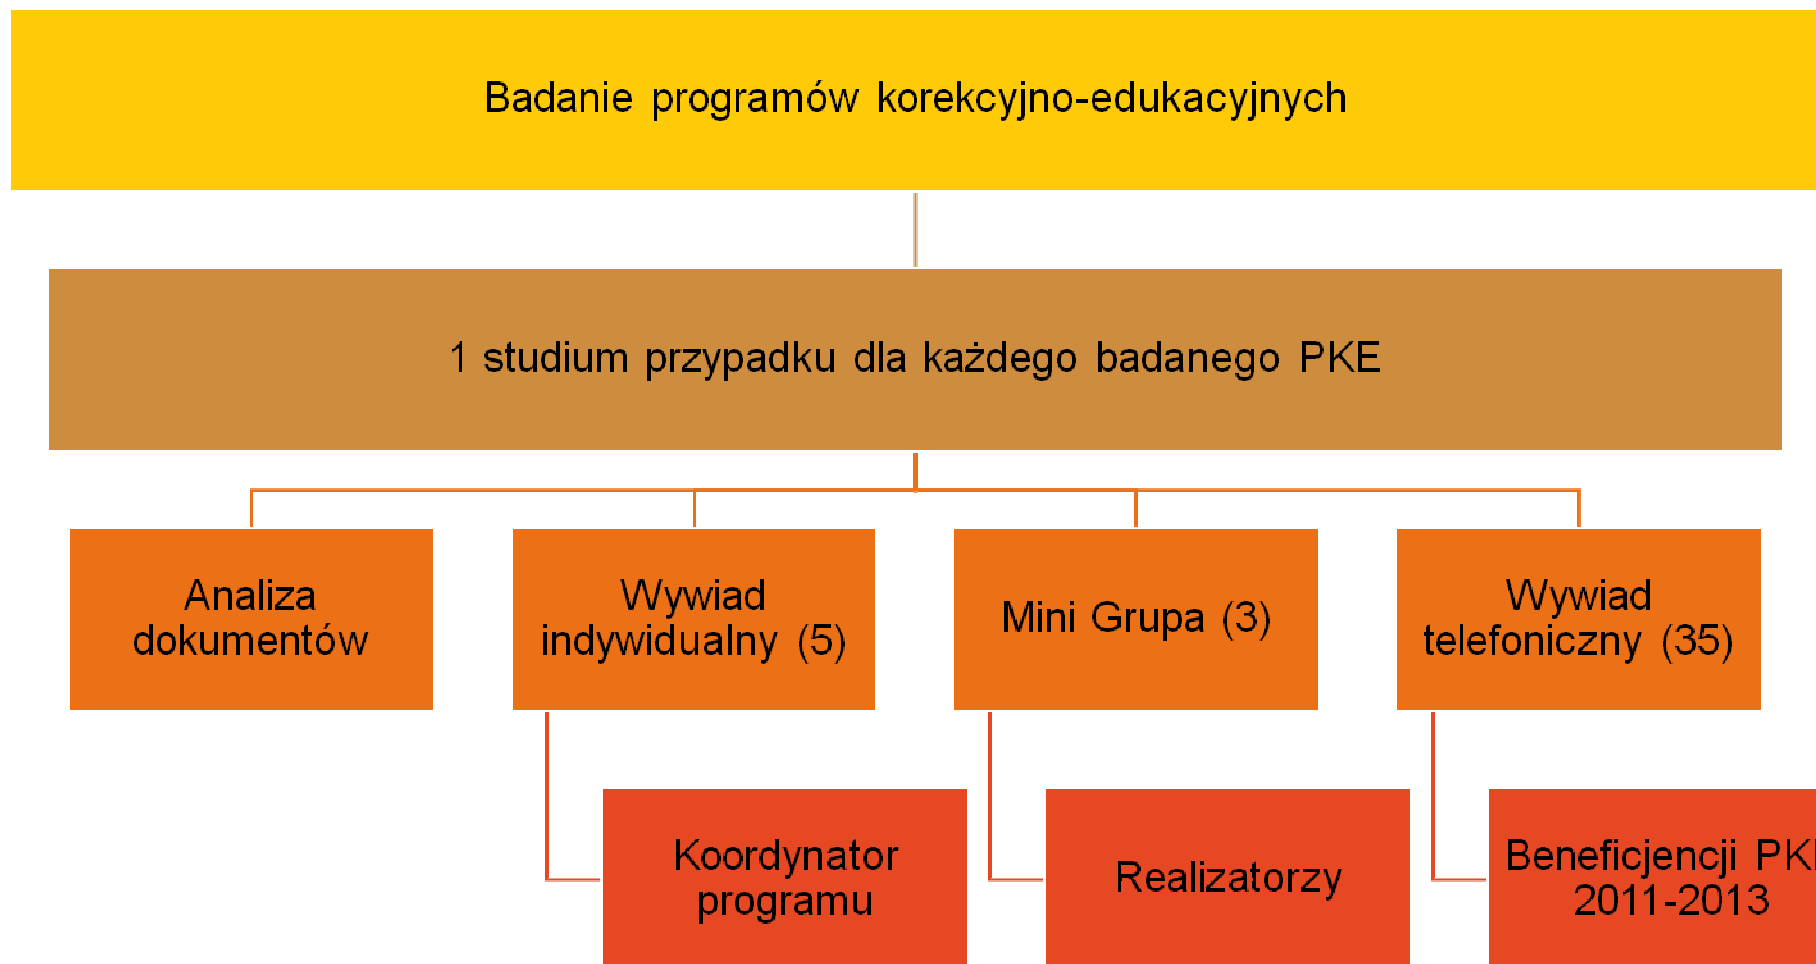 Badanie programów korekcyjno-edukacyjnych
1 studium przypadku dla każdego badanego PKE
Analiza
dokumentów
Wywiad
indywidualny (5)
Mini Grupa (3)
Wywiad
telefoniczny (35)
Koordynator
programu
Realizatorzy
Beneficjencji PKE
2011-2013